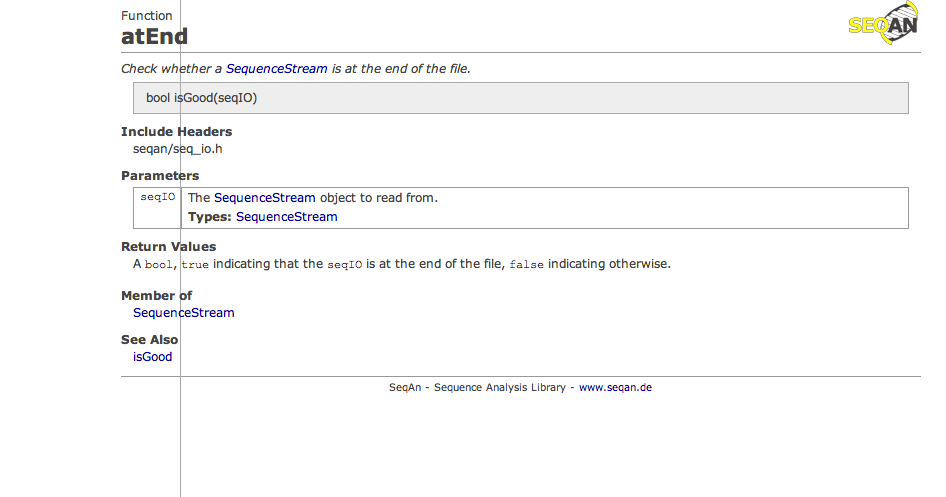 Function
SEQAN
atEnd
Check whether a SequenceStream is at the end of the file.
bool isGood(seqIO)
Include Headers
seqan/seq_io.h
Parameters
seqIO The SequenceStream object to read from.
Types: SequenceStream
Return Values
A bool, true indicating that the seqIO is at the end of the file, false indicating otherwise.
Member of
SequenceStream
See Also
isGood
SeqAn - Sequence Analysis Library - www.seqan.de